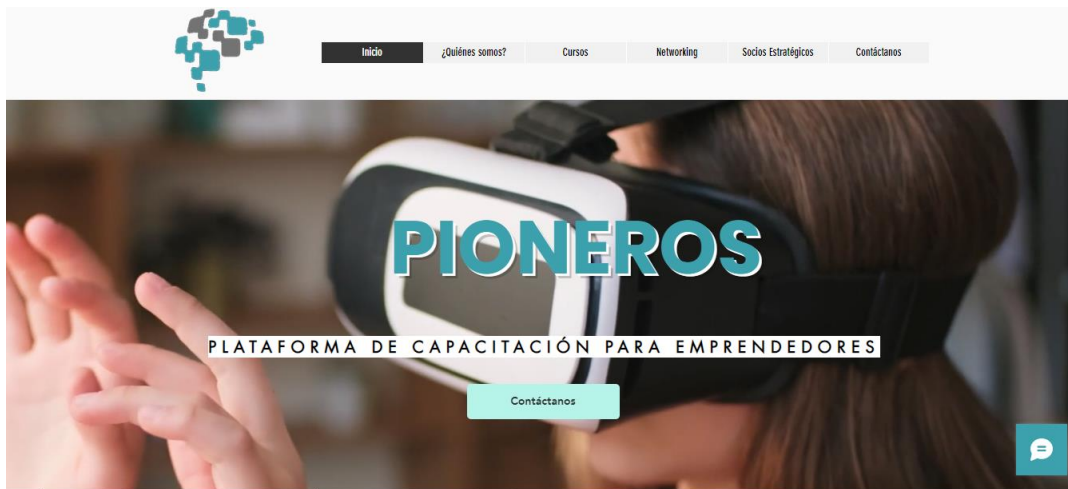 Inicio
¿Quiénes somos?
Cursos
Networking
Socios Estratégicos
Contáctanos
PIONEROS
PLATAFORMA DE CAPACITACIÓN PARA EMPRENDEDORES
Contáctanos